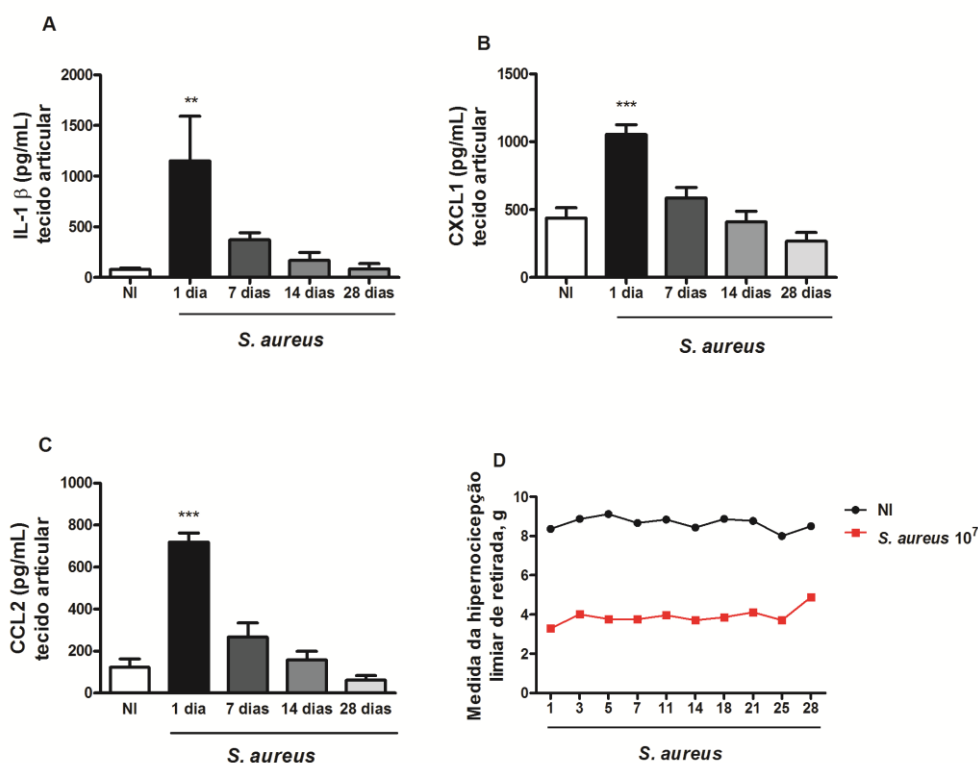 A
IL-1 β (pg/mL)
tecido articular
2000
1500
1000
500
0
**
NI
1 dia
7 dias
14 dias
28 dias
S. aureus
B
CXCL1 (pg/mL)
tecido articular
1500
1000
500
0
***
NI
1 dia
7 dias
14 dias
28 dias
S. aureus
C
CCL2 (pg/mL)
tecido articular
1000
800
600
400
200
0
***
NI
1 dia
7 dias
14 dias
28 dias
S. aureus
D
Medida da hipernocicepção
limiar de retirada, g
10
8
6
4
2
0
1 3 5 7 11 14 18 21 25 28
S. aureus
NI
S. aureus 10⁷